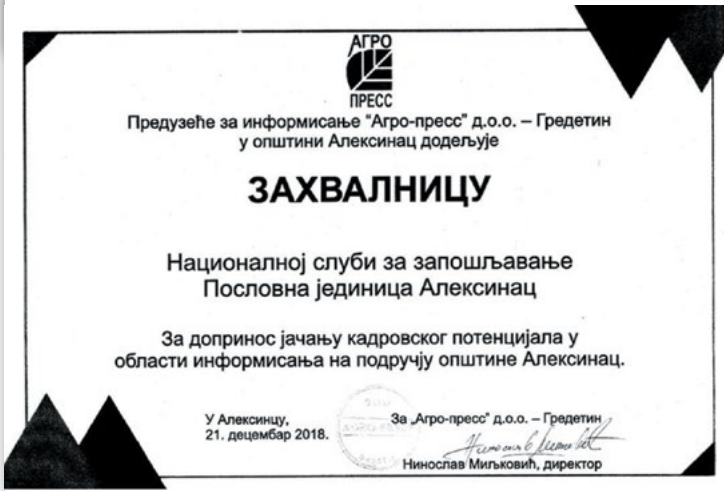 АГРО
ПРЕСС
Предузеће за информисање “Агро-пресс” д.о.о. – Гредетин
у општини Алексинац додељује
ЗАХВАЛНИЦУ
Националној слуби за запошљавање
Пословна јединица Алексинац
За допринос јачању кадровског потенцијала у
области информисања на подручју општине Алексинац.
У Алексинцу,
21. децембар 2018.
За „Агро-пресс” д.о.о. – Гредетин
Нинослав Миљковић, директор